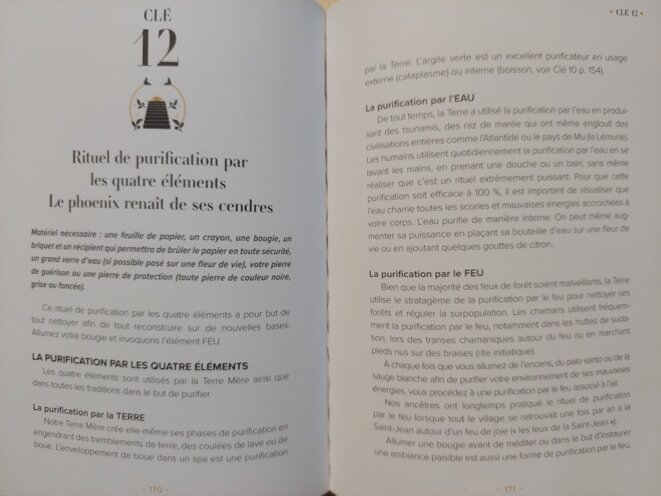 CLÉ
12
Rituel de purification par
les quatre éléments
Le phoenix renaît de ses cendres
Matériel nécessaire : une feuille de papier, un crayon, une bougie, un
briquet et un récipient qui permettra de brûler le papier en toute sécurité,
un grand verre d'eau (si possible posé sur une fleur de vie), votre pierre
de guérison ou une pierre de protection (toute pierre de couleur noire,
grise ou foncée).
Ce rituel de purification par les quatre éléments a pour but de
tout nettoyer afin de tout reconstruire sur de nouvelles bases.
Allumez votre bougie et invoquons l'élément FEU.
LA PURIFICATION PAR LES QUATRE ÉLÉMENTS
Les quatre éléments sont utilisés par la Terre Mère ainsi que
dans toutes les traditions dans le but de purifier.
La purification par la TERRE
Notre Terre Mère crée elle-même ses phases de purification en
engendrant des tremblements de terre, des coulées de lave ou de
boue. L'enveloppement de boue dans un spa est une purification
– 170 –
• CLÉ 12 •
par la Terre. L'argile verte est un excellent purificateur en usage
externe (cataplasme) ou interne (boisson, voir Clé 10 p. 154).
La purification par l'EAU
De tout temps, la Terre a utilisé la purification par l'eau en produi-
sant des tsunamis, des raz de marée qui ont même englouti des
civilisations entières comme l'Atlantide ou le pays de Mu (la Lémurie).
Les humains utilisent quotidiennement la purification par l'eau en se
lavant les mains, en prenant une douche ou un bain, sans même
réaliser que c'est un rituel extrêmement puissant. Pour que cette
purification soit efficace à 100 %, il est important de visualiser que
l'eau charrie toutes les scories et mauvaises énergies accrochées à
votre corps. L'eau purifie de manière interne. On peut même aug-
menter sa puissance en plaçant sa bouteille d'eau sur une fleur de
vie ou en ajoutant quelques gouttes de citron.
La purification par le FEU
Bien que la majorité des feux de forêt soient malveillants, la Terre
utilise le stratagème de la purification par le feu pour nettoyer ses
forêts et réguler la surpopulation. Les chamans utilisent fréquem-
ment la purification par le feu, notamment dans les huttes de suda-
tion, lors des transes chamaniques autour du feu ou en marchant
pieds nus sur des braises (rite initiatique).
À chaque fois que vous allumez de l'encens, du palo santo ou de la
sauge blanche afin de purifier votre environnement de ses mauvaises
énergies, vous procédez à une purification par le feu associé à l'air.
Nos ancêtres ont longtemps pratiqué le rituel de purification
par le feu lorsque tout le village se retrouvait une fois par an à la
Saint-Jean autour d'un feu de joie (« les feux de la Saint-Jean »).
Allumer une bougie avant de méditer ou dans le but d'instaurer
une ambiance paisible est aussi une forme de purification par le feu.
– 171 –